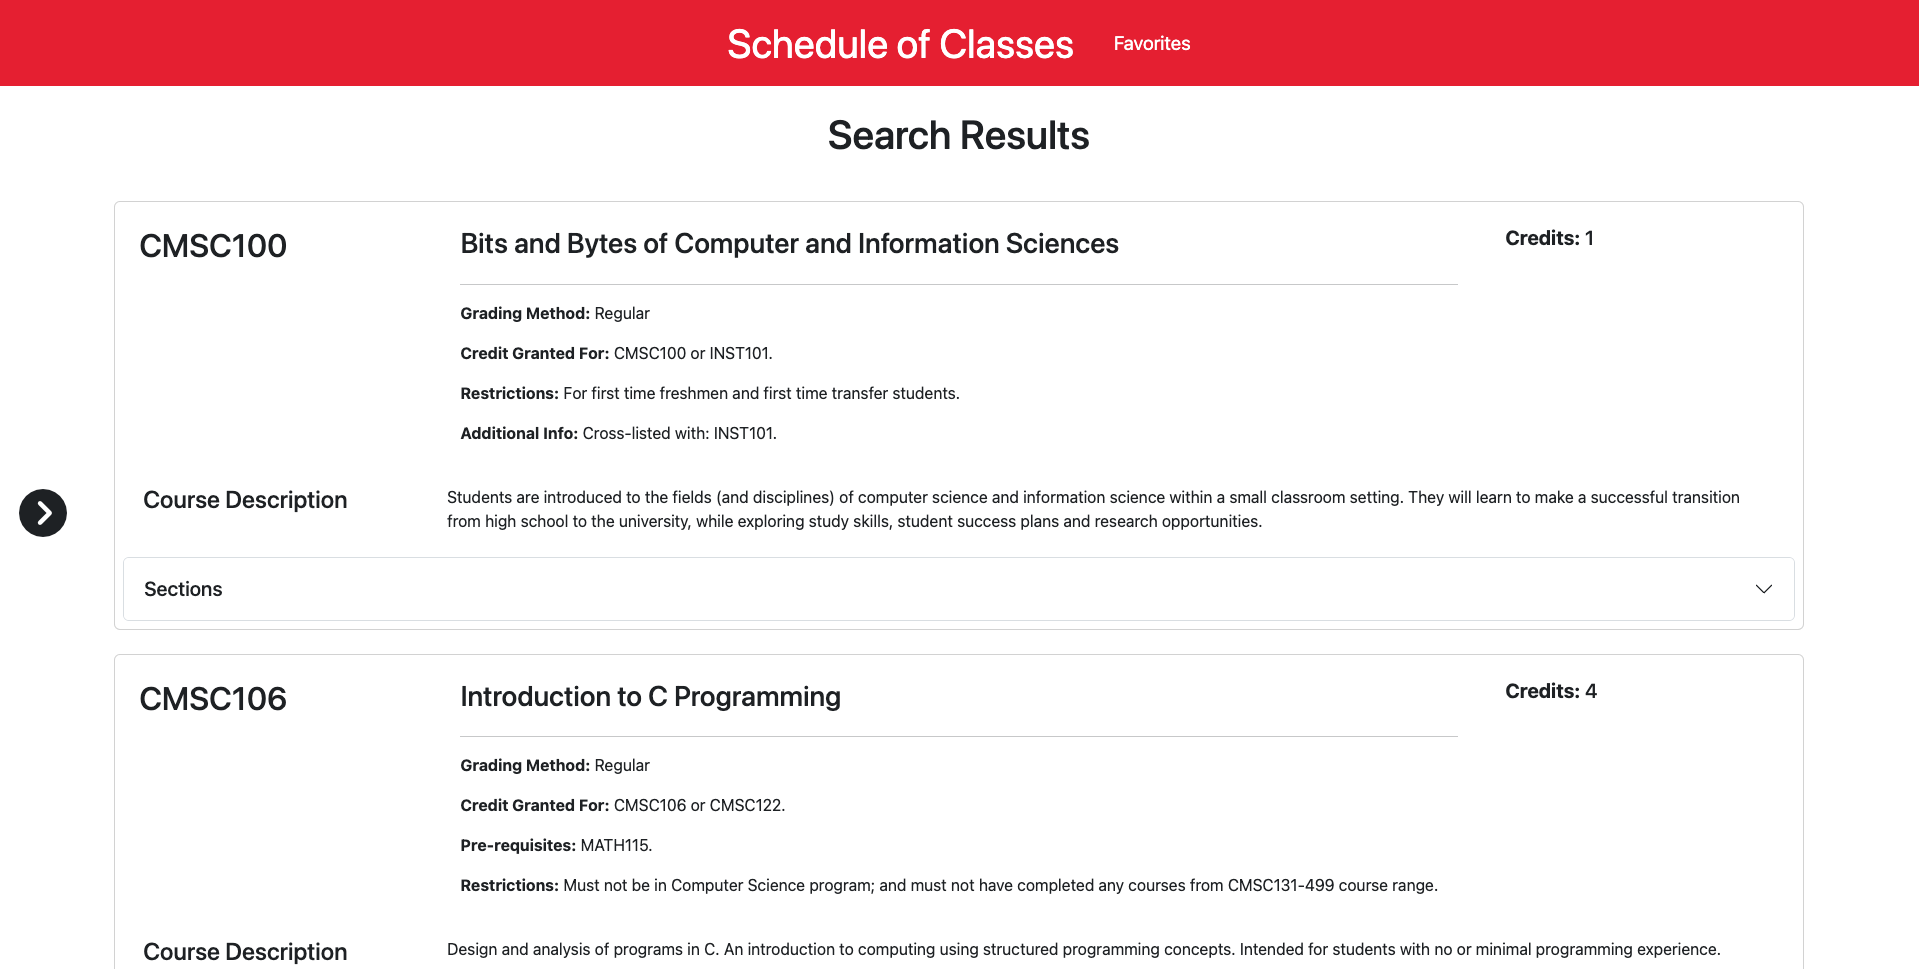 Schedule of Classes Favorites
Search Results
CMSC100 Bits and Bytes of Computer and Information Sciences Credits: 1
Grading Method: Regular
Credit Granted For: CMSC100 or INST101.
Restrictions: For first time freshmen and first time transfer students.
Additional Info: Cross-listed with: INST101.
Course Description
Students are introduced to the fields (and disciplines) of computer science and information science within a small classroom setting. They will learn to make a successful transition
from high school to the university, while exploring study skills, student success plans and research opportunities.
Sections
CMSC106 Introduction to C Programming Credits: 4
Grading Method: Regular
Credit Granted For: CMSC106 or CMSC122.
Pre-requisites: MATH115.
Restrictions: Must not be in Computer Science program; and must not have completed any courses from CMSC131-499 course range.
Course Description
Design and analysis of programs in C. An introduction to computing using structured programming concepts. Intended for students with no or minimal programming experience.